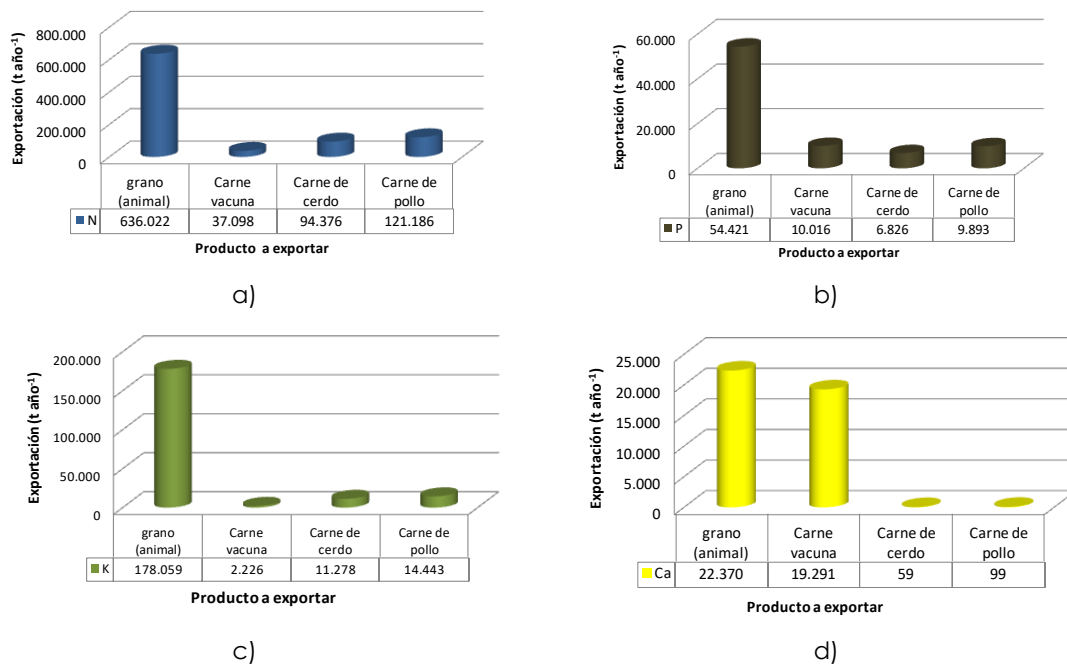 800.000
600.000
400.000
200.000
0
Exportación (t año⁻¹)
grano (animal) Carne vacuna Carne de cerdo Carne de pollo
N 636.022 37.098 94.376 121.186
Producto a exportar
a)
60.000
40.000
20.000
0
Exportación (t año⁻¹)
grano (animal) Carne vacuna Carne de cerdo Carne de pollo
P 54.421 10.016 6.826 9.893
Producto a exportar
b)
200.000
150.000
100.000
50.000
0
Exportación (t año⁻¹)
grano (animal) Carne vacuna Carne de cerdo Carne de pollo
K 178.059 2.226 11.278 14.443
Producto a exportar
c)
25.000
20.000
15.000
10.000
5.000
0
Exportación (t año⁻¹)
grano (animal) Carne vacuna Carne de cerdo Carne de pollo
Ca 22.370 19.291 59 99
Producto a exportar
d)